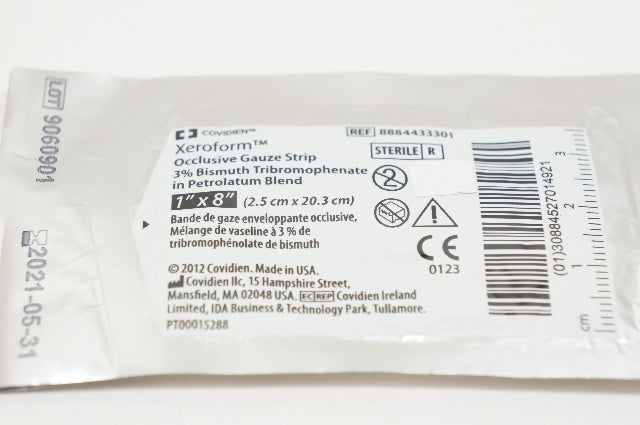 LOT 9060901
2021-05-31
COVIDIEN™
REF 8884433301
Xeroform™
Occlusive Gauze Strip
3% Bismuth Tribromophenate
in Petrolatum Blend
STERILE R
2
1" x 8" (2.5 cm x 20.3 cm)
Bande de gaze enveloppante occlusive,
Mélange de vaseline à 3 % de
tribromophénolate de bismuth
CE
0123
© 2012 Covidien. Made in USA.
Covidien llc, 15 Hampshire Street,
Mansfield, MA 02048 USA. EC REP Covidien Ireland
Limited, IDA Business & Technology Park, Tullamore.
PT00015288
(01)30884527014921
cm 1 2 3